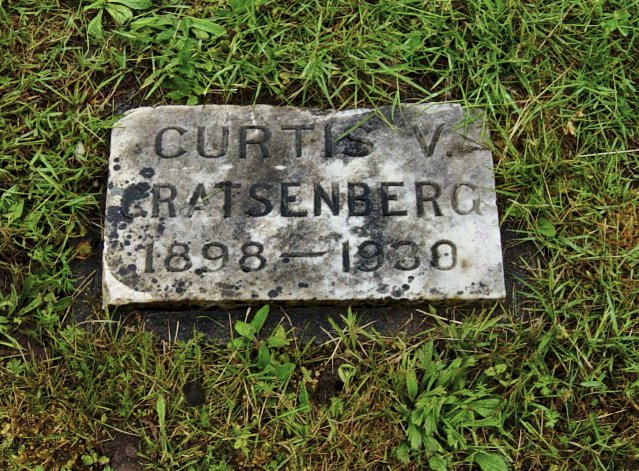 CURTIS V.
GRATSENBERG
1898 — 1930